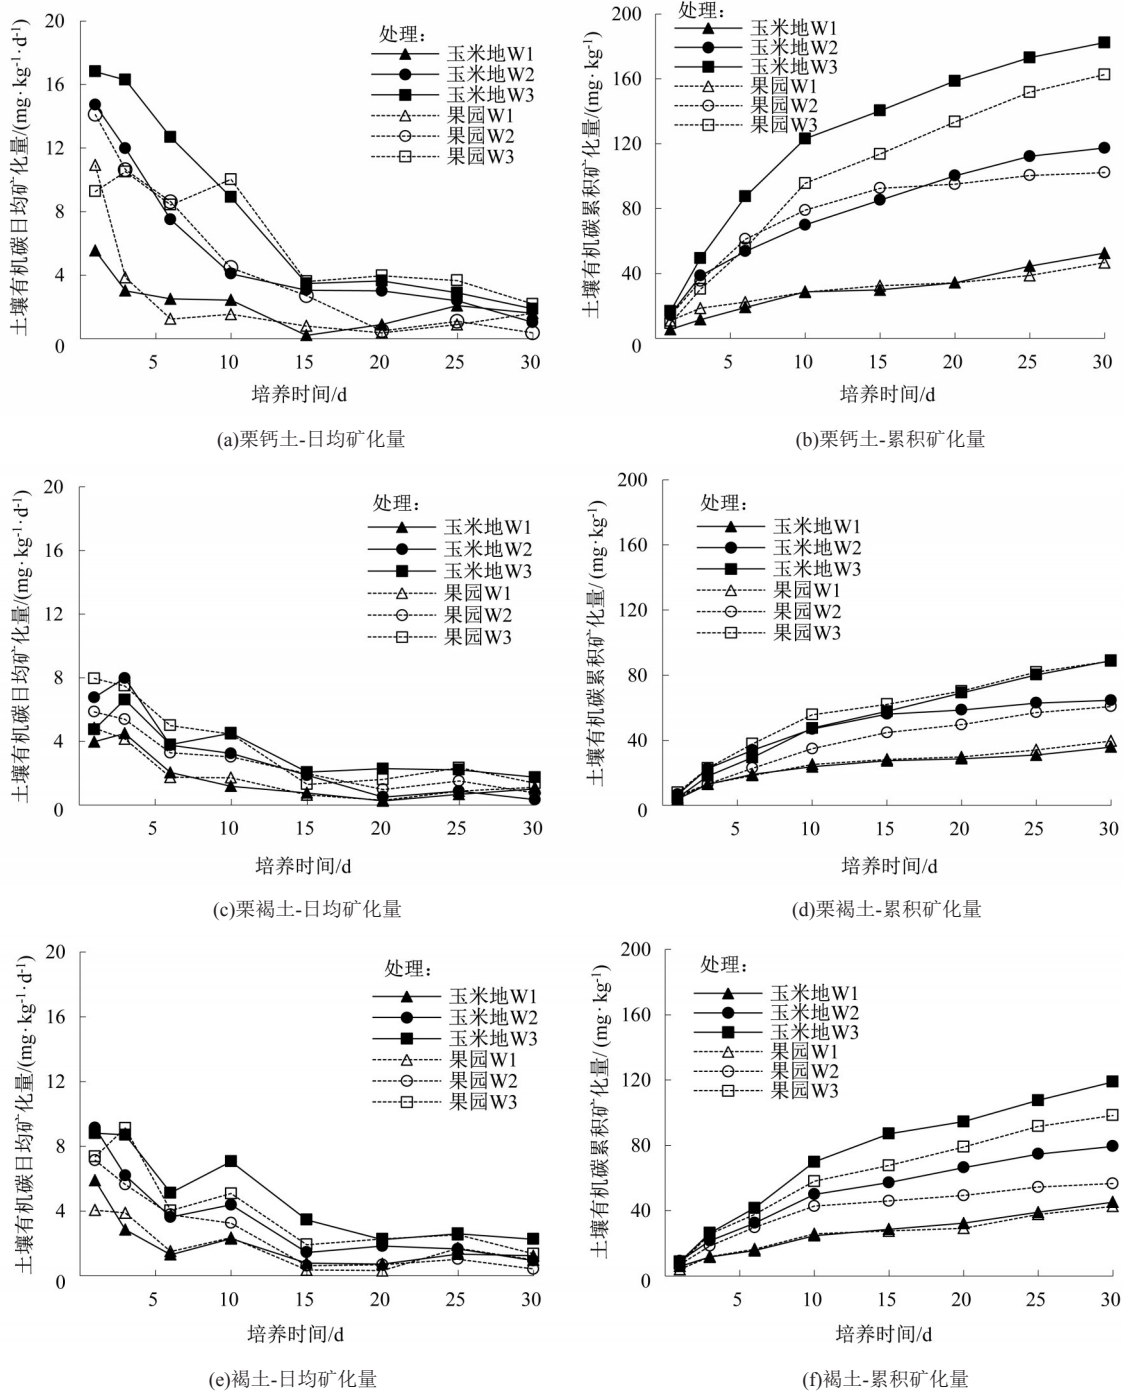 土壤有机碳日均矿化量/(mg·kg⁻¹·d⁻¹)
20
16
12
8
4
0
处理：
玉米地W1
玉米地W2
玉米地W3
果园W1
果园W2
果园W3
5 10 15 20 25 30
培养时间/d
(a)栗钙土-日均矿化量
土壤有机碳累积矿化量/(mg·kg⁻¹)
200
160
120
80
40
0
处理：
玉米地W1
玉米地W2
玉米地W3
果园W1
果园W2
果园W3
5 10 15 20 25 30
培养时间/d
(b)栗钙土-累积矿化量
土壤有机碳日均矿化量/(mg·kg⁻¹·d⁻¹)
20
16
12
8
4
0
处理：
玉米地W1
玉米地W2
玉米地W3
果园W1
果园W2
果园W3
5 10 15 20 25 30
培养时间/d
(c)栗褐土-日均矿化量
土壤有机碳累积矿化量/(mg·kg⁻¹)
200
160
120
80
40
0
处理：
玉米地W1
玉米地W2
玉米地W3
果园W1
果园W2
果园W3
5 10 15 20 25 30
培养时间/d
(d)栗褐土-累积矿化量
土壤有机碳日均矿化量/(mg·kg⁻¹·d⁻¹)
20
16
12
8
4
0
处理：
玉米地W1
玉米地W2
玉米地W3
果园W1
果园W2
果园W3
5 10 15 20 25 30
培养时间/d
(e)褐土-日均矿化量
土壤有机碳累积矿化量/(mg·kg⁻¹)
200
160
120
80
40
0
处理：
玉米地W1
玉米地W2
玉米地W3
果园W1
果园W2
果园W3
5 10 15 20 25 30
培养时间/d
(f)褐土-累积矿化量